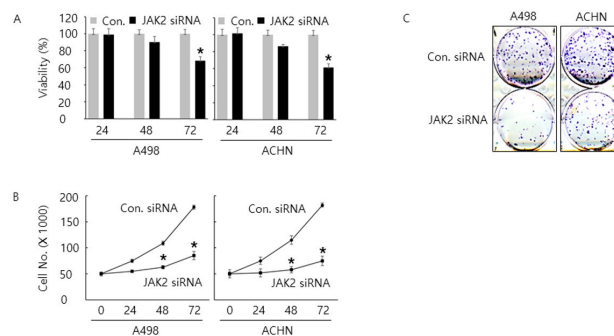 A
Con. JAK2 siRNA
Con. JAK2 siRNA
Viability (%)
120
100
80
60
40
20
0
*
*
24 48 72
24 48 72
A498
ACHN
B
Cell No. (X 1000)
200
150
100
50
0
Con. siRNA
Con. siRNA
* *
* *
JAK2 siRNA
JAK2 siRNA
0 24 48 72
0 24 48 72
A498
ACHN
C
A498 ACHN
Con. siRNA
JAK2 siRNA